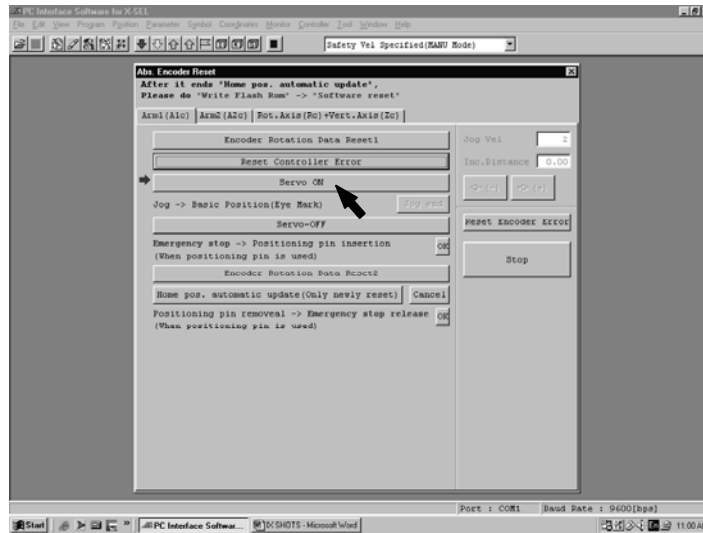 PC Interface Software for X-SEL
File Edit View Program Position Parameter Symbol Coordinates Monitor Controller Tool Window Help
Safety Vel Specified(MANU Mode)
Abs. Encoder Reset
After it ends "Home pos. automatic update",
Please do "Write Flash Rom" -> "Software reset"
Arm1(A1c) Arm2(A2c) Rot.Axis(Rc)+Vert.Axis(Zc)
Encoder Rotation Data Reset1
Reset Controller Error
Servo ON
Jog -> Basic Position(Eye Mark) Jog end
Servo-OFF
Emergency stop -> Positioning pin insertion
(When positioning pin is used)
OK
Encoder Rotation Data Reset2
Home pos. automatic update(Only newly reset) Cancel
Positioning pin removeal -> Emergency stop release
(When positioning pin is used)
OK
Jog Vel 2
Inc.Distance 0.00
(-) (+)
Reset Encoder Error
Stop
Port : COM1 Baud Rate : 9600[bps]
Start PC Interface Softwar... IX SHOTS - Microsoft Word 11:00 A